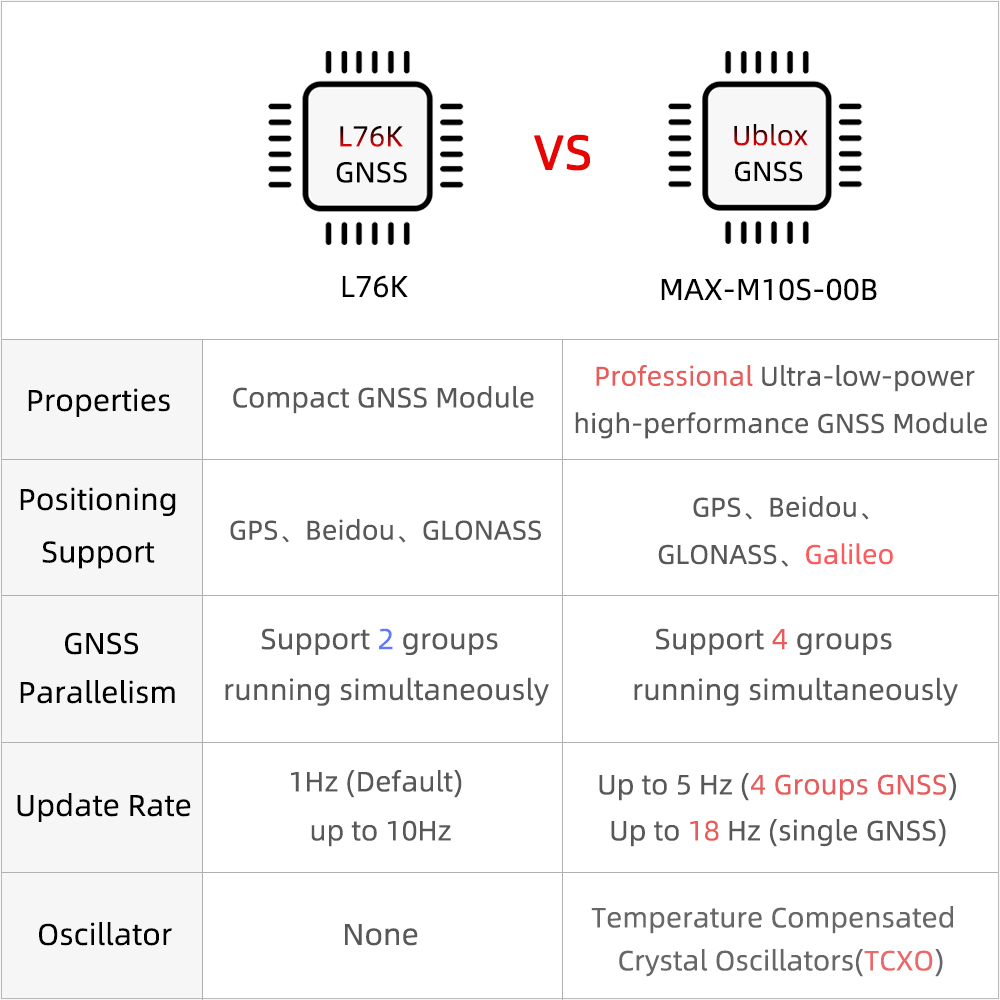 L76K
GNSS
VS
Ublox
GNSS
L76K
MAX-M10S-00B
Properties
Compact GNSS Module
Professional Ultra-low-power
high-performance GNSS Module
Positioning
Support
GPS、Beidou、GLONASS
GPS、Beidou、
GLONASS、Galileo
GNSS
Parallelism
Support 2 groups
running simultaneously
Support 4 groups
running simultaneously
Update Rate
1Hz (Default)
up to 10Hz
Up to 5 Hz (4 Groups GNSS)
Up to 18 Hz (single GNSS)
Oscillator
None
Temperature Compensated
Crystal Oscillators(TCXO)